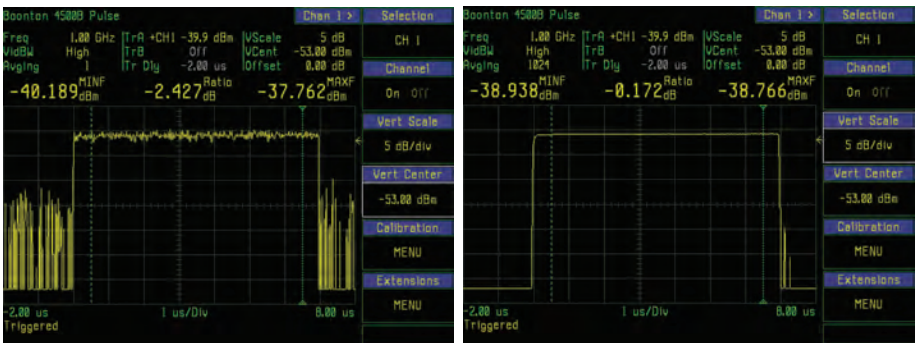 Boonton 4500B Pulse Chan 1 > Selection
Freq 1.00 GHz TrA +CH1 -39.9 dBm VScale 5 dB CH 1
VidBW High TrB Off VCent -53.00 dBm
Avging 1 Tr Dly -2.00 us Offset 0.00 dB Channel
MINF Ratio MAXF
-40.189 dBm -2.427 dB -37.762 dBm On Off
Vert Scale
5 dB/div
Vert Center
-53.00 dBm
Calibration
MENU
Extensions
MENU
-2.00 us 1 us/Div 8.00 us
Triggered
Boonton 4500B Pulse Chan 1 > Selection
Freq 1.00 GHz TrA +CH1 -39.9 dBm VScale 5 dB CH 1
VidBW High TrB Off VCent -53.00 dBm
Avging 1024 Tr Dly -2.00 us Offset 0.00 dB Channel
MINF Ratio MAXF
-38.938 dBm -0.172 dB -38.766 dBm On Off
Vert Scale
5 dB/div
Vert Center
-53.00 dBm
Calibration
MENU
Extensions
MENU
-2.00 us 1 us/Div 8.00 us
Triggered